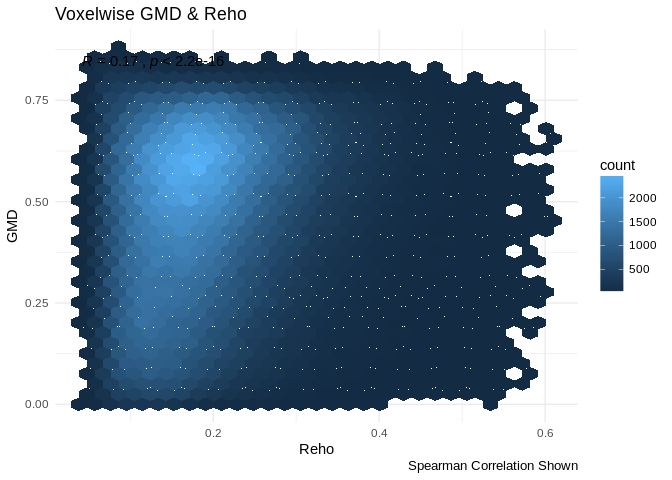 Voxelwise GMD & Reho
R = 0.17 , p < 2.2e-16
0.75
0.50
0.25
0.00
GMD
0.2
0.4
0.6
Reho
count
2000
1500
1000
500
Spearman Correlation Shown